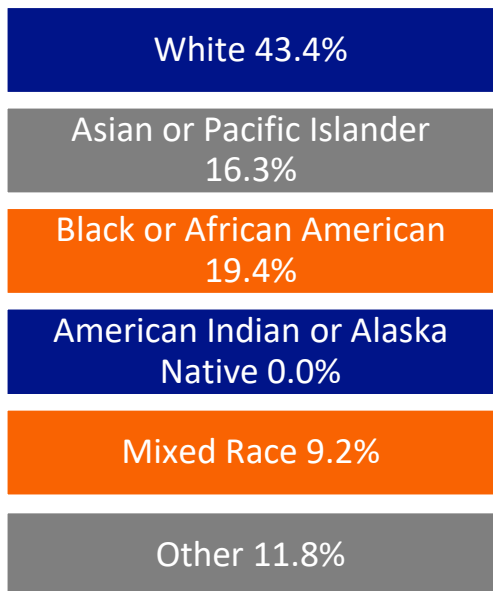 White 43.4%
Asian or Pacific Islander
16.3%
Black or African American
19.4%
American Indian or Alaska
Native 0.0%
Mixed Race 9.2%
Other 11.8%